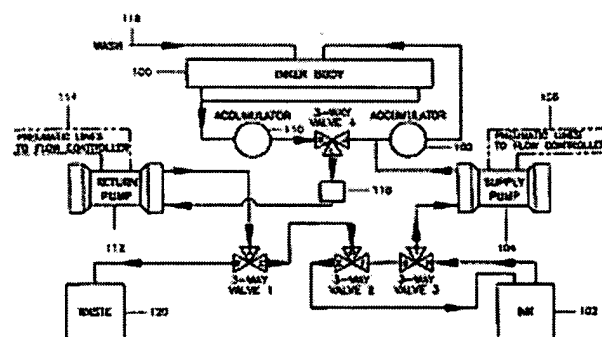 118
WASH
100
INKER BODY
114
PNEUMATIC LINES
TO FLOW CONTROLLER
ACCUMULATOR
110
3-WAY
VALVE 4
ACCUMULATOR
PNEUMATIC LINES
TO FLOW CONTROLLER
RETURN
PUMP
112
116
SUPPLY
PUMP
3-WAY
VALVE 1
3-WAY
VALVE 2
3-WAY
VALVE 3
WASTE
120
INK
102